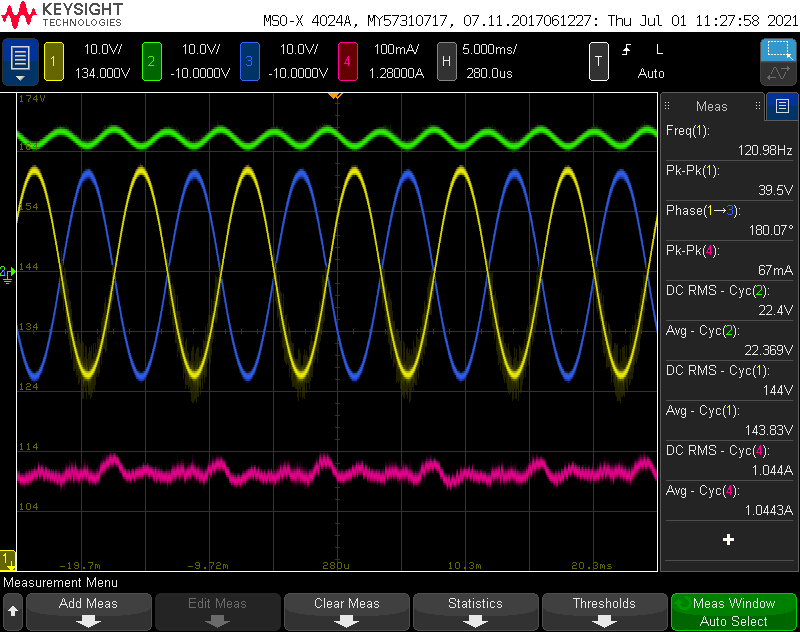 KEYSIGHT
TECHNOLOGIES
MSO-X 4024A, MY57310717, 07.11.2017061227: Thu Jul 01 11:27:58 2021
1 10.0V/ 2 10.0V/ 3 10.0V/ 4 100mA/ H 5.000ms/ T L
134.000V -10.0000V -10.0000V 1.28000A 280.0us Auto
174V
164
154
144
134
124
114
104
2
1
-19.7m -9.72m 280u 10.3m 20.3ms
Meas
Freq(1):
120.98Hz
Pk-Pk(1):
39.5V
Phase(1→3):
180.07°
Pk-Pk(4):
67mA
DC RMS - Cyc(2):
22.4V
Avg - Cyc(2):
22.369V
DC RMS - Cyc(1):
144V
Avg - Cyc(1):
143.83V
DC RMS - Cyc(4):
1.044A
Avg - Cyc(4):
1.0443A
Measurement Menu
Add Meas Edit Meas Clear Meas Statistics Thresholds Meas Window
Auto Select